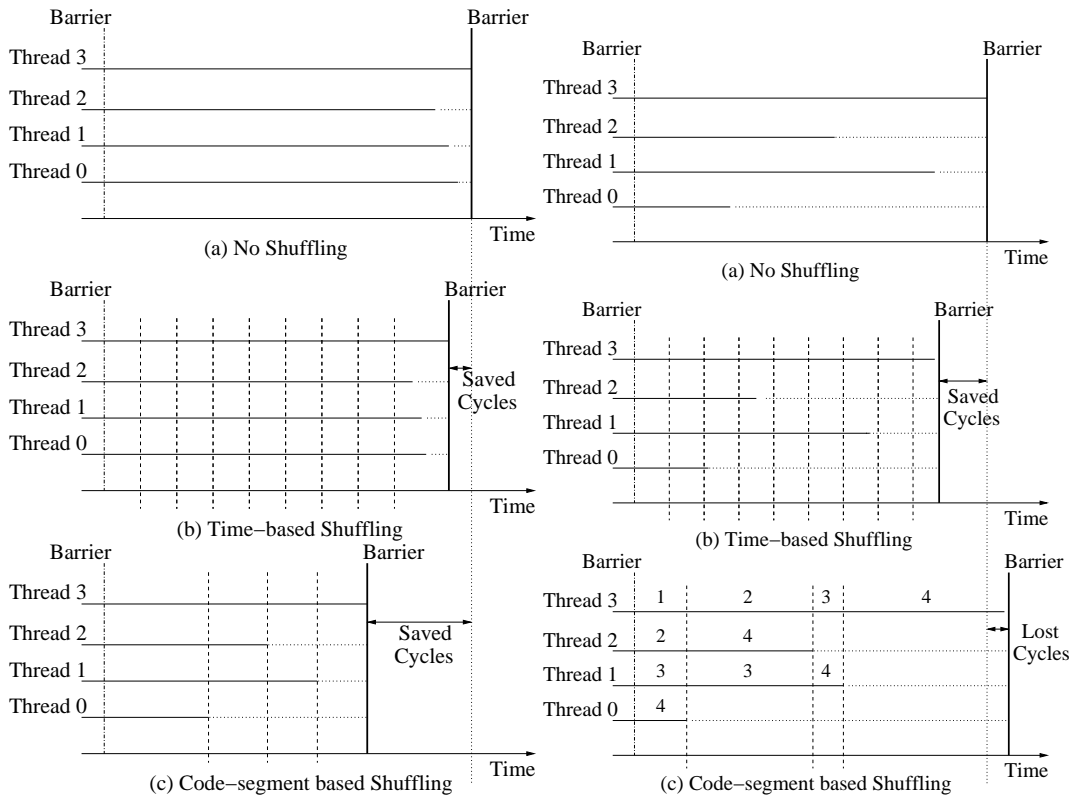 Barrier
Barrier
Thread 3
Thread 2
Thread 1
Thread 0
Time
(a) No Shuffling
Barrier
Barrier
Thread 3
Thread 2
Thread 1
Thread 0
Saved
Cycles
Time
(b) Time−based Shuffling
Barrier
Barrier
Thread 3
Thread 2
Thread 1
Thread 0
Saved
Cycles
Time
(c) Code−segment based Shuffling
Barrier
Barrier
Thread 3
Thread 2
Thread 1
Thread 0
Time
(a) No Shuffling
Barrier
Barrier
Thread 3
Thread 2
Thread 1
Thread 0
Saved
Cycles
Time
(b) Time−based Shuffling
Barrier
Barrier
Thread 3 1 2 3 4
Thread 2 2 4
Thread 1 3 3 4
Thread 0 4
Lost
Cycles
Time
(c) Code−segment based Shuffling